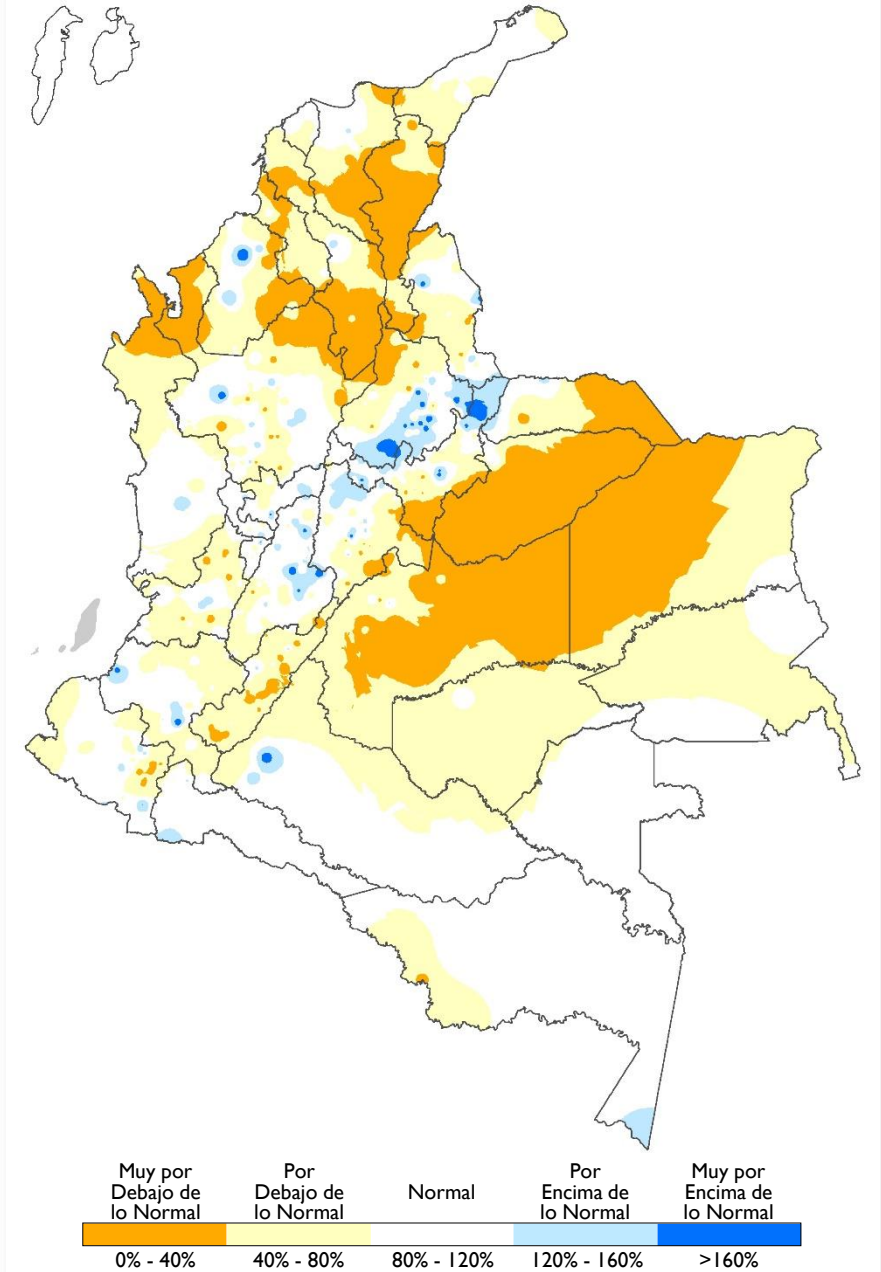 Muy por
Debajo de
lo Normal
Por
Debajo de
lo Normal
Normal
Por
Encima de
lo Normal
Muy por
Encima de
lo Normal
0% - 40%
40% - 80%
80% - 120%
120% - 160%
>160%